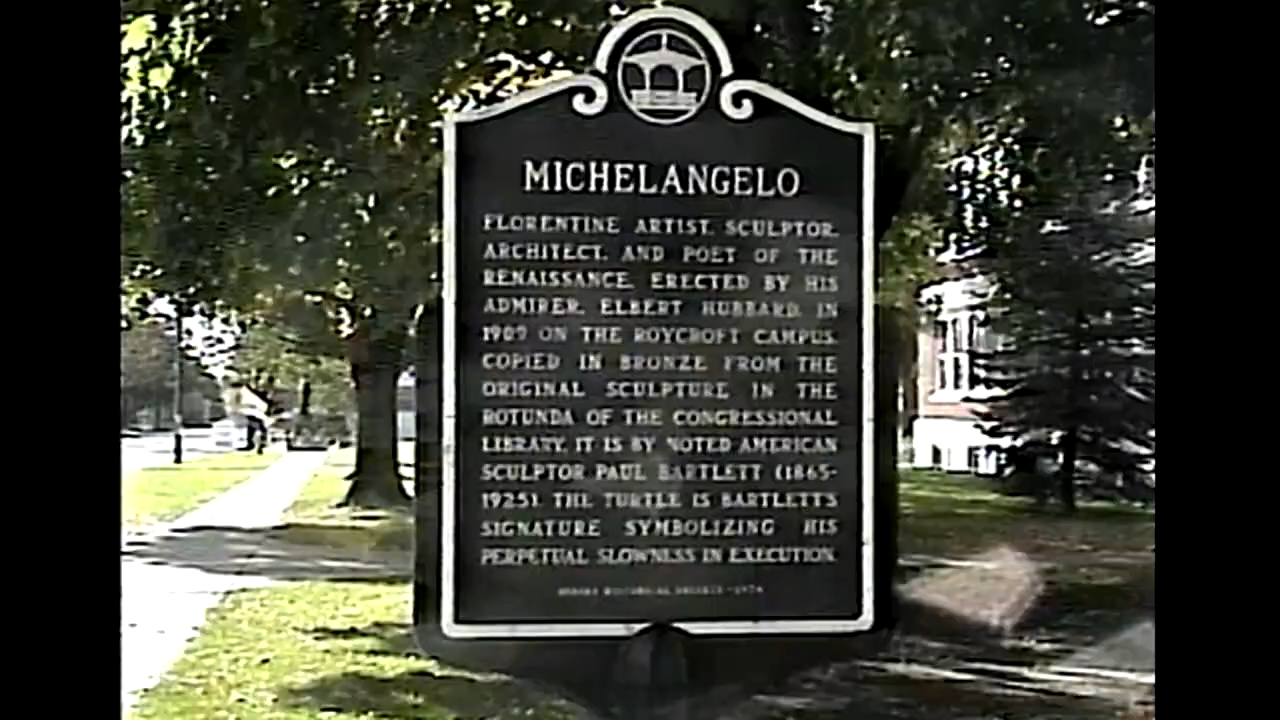 MICHELANGELO
FLORENTINE ARTIST, SCULPTOR,
ARCHITECT, AND POET OF THE
RENAISSANCE. ERECTED BY HIS
ADMIRER, ELBERT HUBBARD, IN
ON THE ROYCROFT CAMPUS.
COPIED IN BRONZE FROM THE
ORIGINAL SCULPTURE IN THE
ROTUNDA OF THE CONGRESSIONAL
LIBRARY, IT IS BY NOTED AMERICAN
SCULPTOR PAUL BARTLETT (1865-
1925). THE TURTLE IS BARTLETT'S
SIGNATURE SYMBOLIZING HIS
PERPETUAL SLOWNESS IN EXECUTION.
HISTORICAL SOCIETY